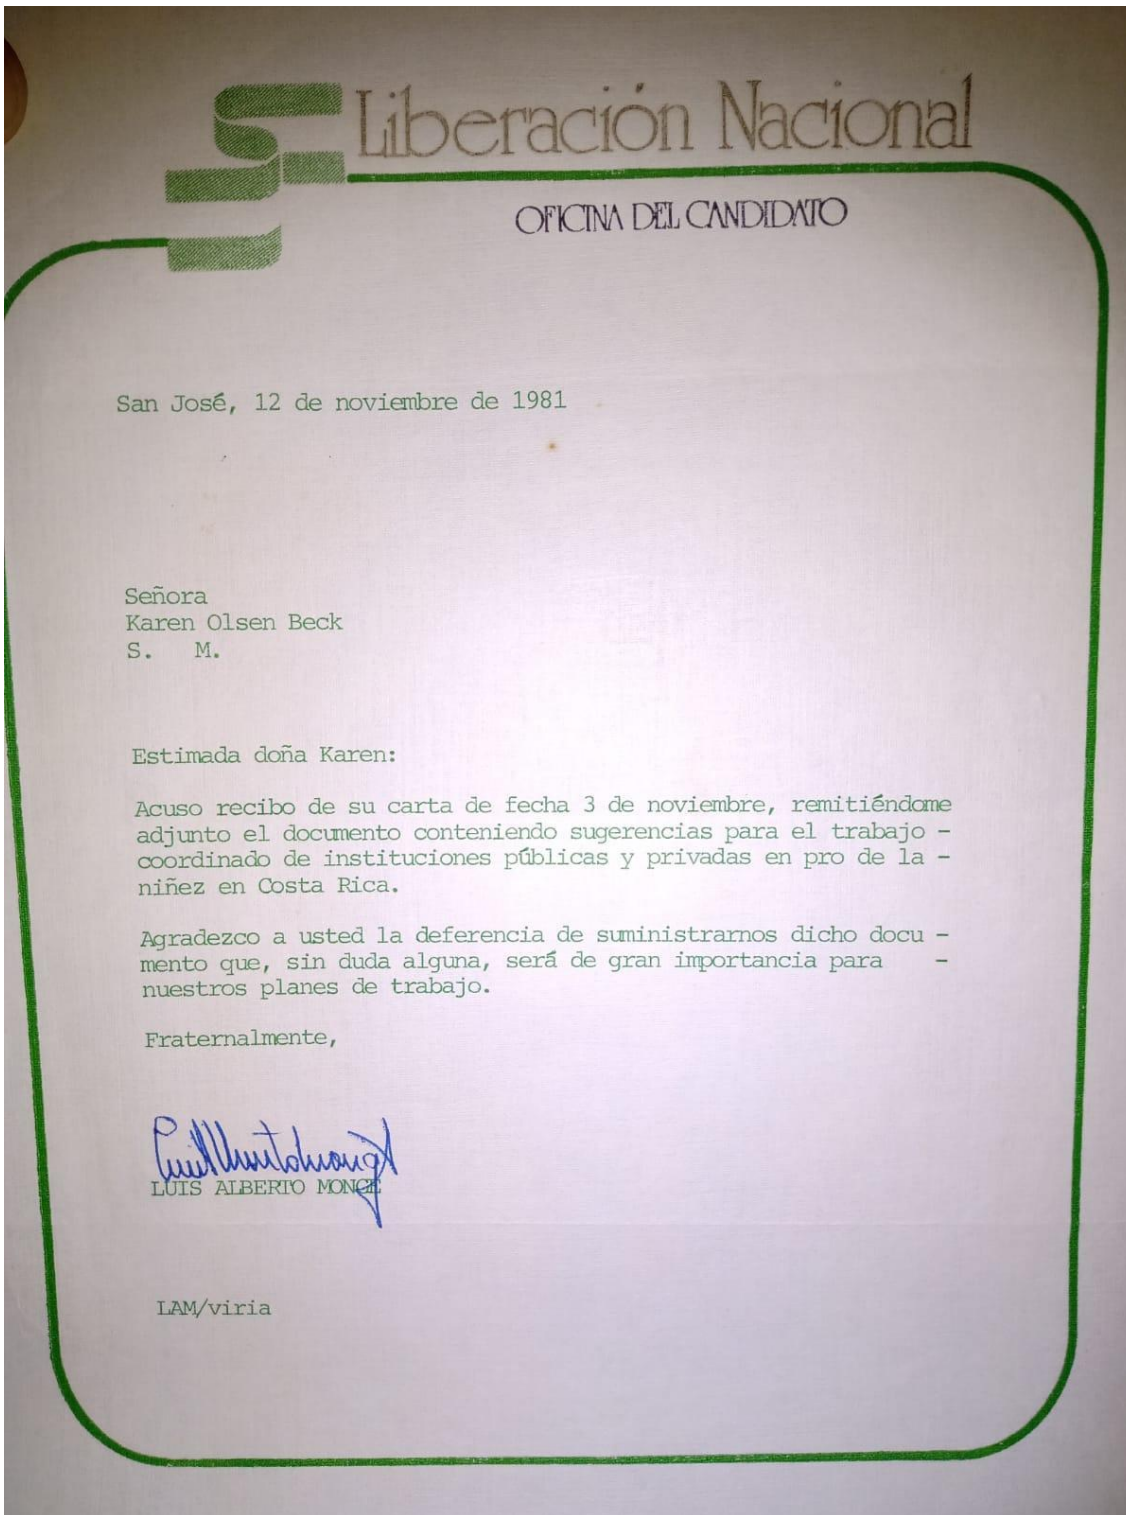 Liberación Nacional
OFICINA DEL CANDIDATO
San José, 12 de noviembre de 1981
Señora
Karen Olsen Beck
S. M.
Estimada doña Karen:
Acuso recibo de su carta de fecha 3 de noviembre, remitiéndome
adjunto el documento conteniendo sugerencias para el trabajo -
coordinado de instituciones públicas y privadas en pro de la -
niñez en Costa Rica.
Agradezco a usted la deferencia de suministrarnos dicho docu -
mento que, sin duda alguna, será de gran importancia para -
nuestros planes de trabajo.
Fraternalmente,
LUIS ALBERTO MONGE
LAM/viria